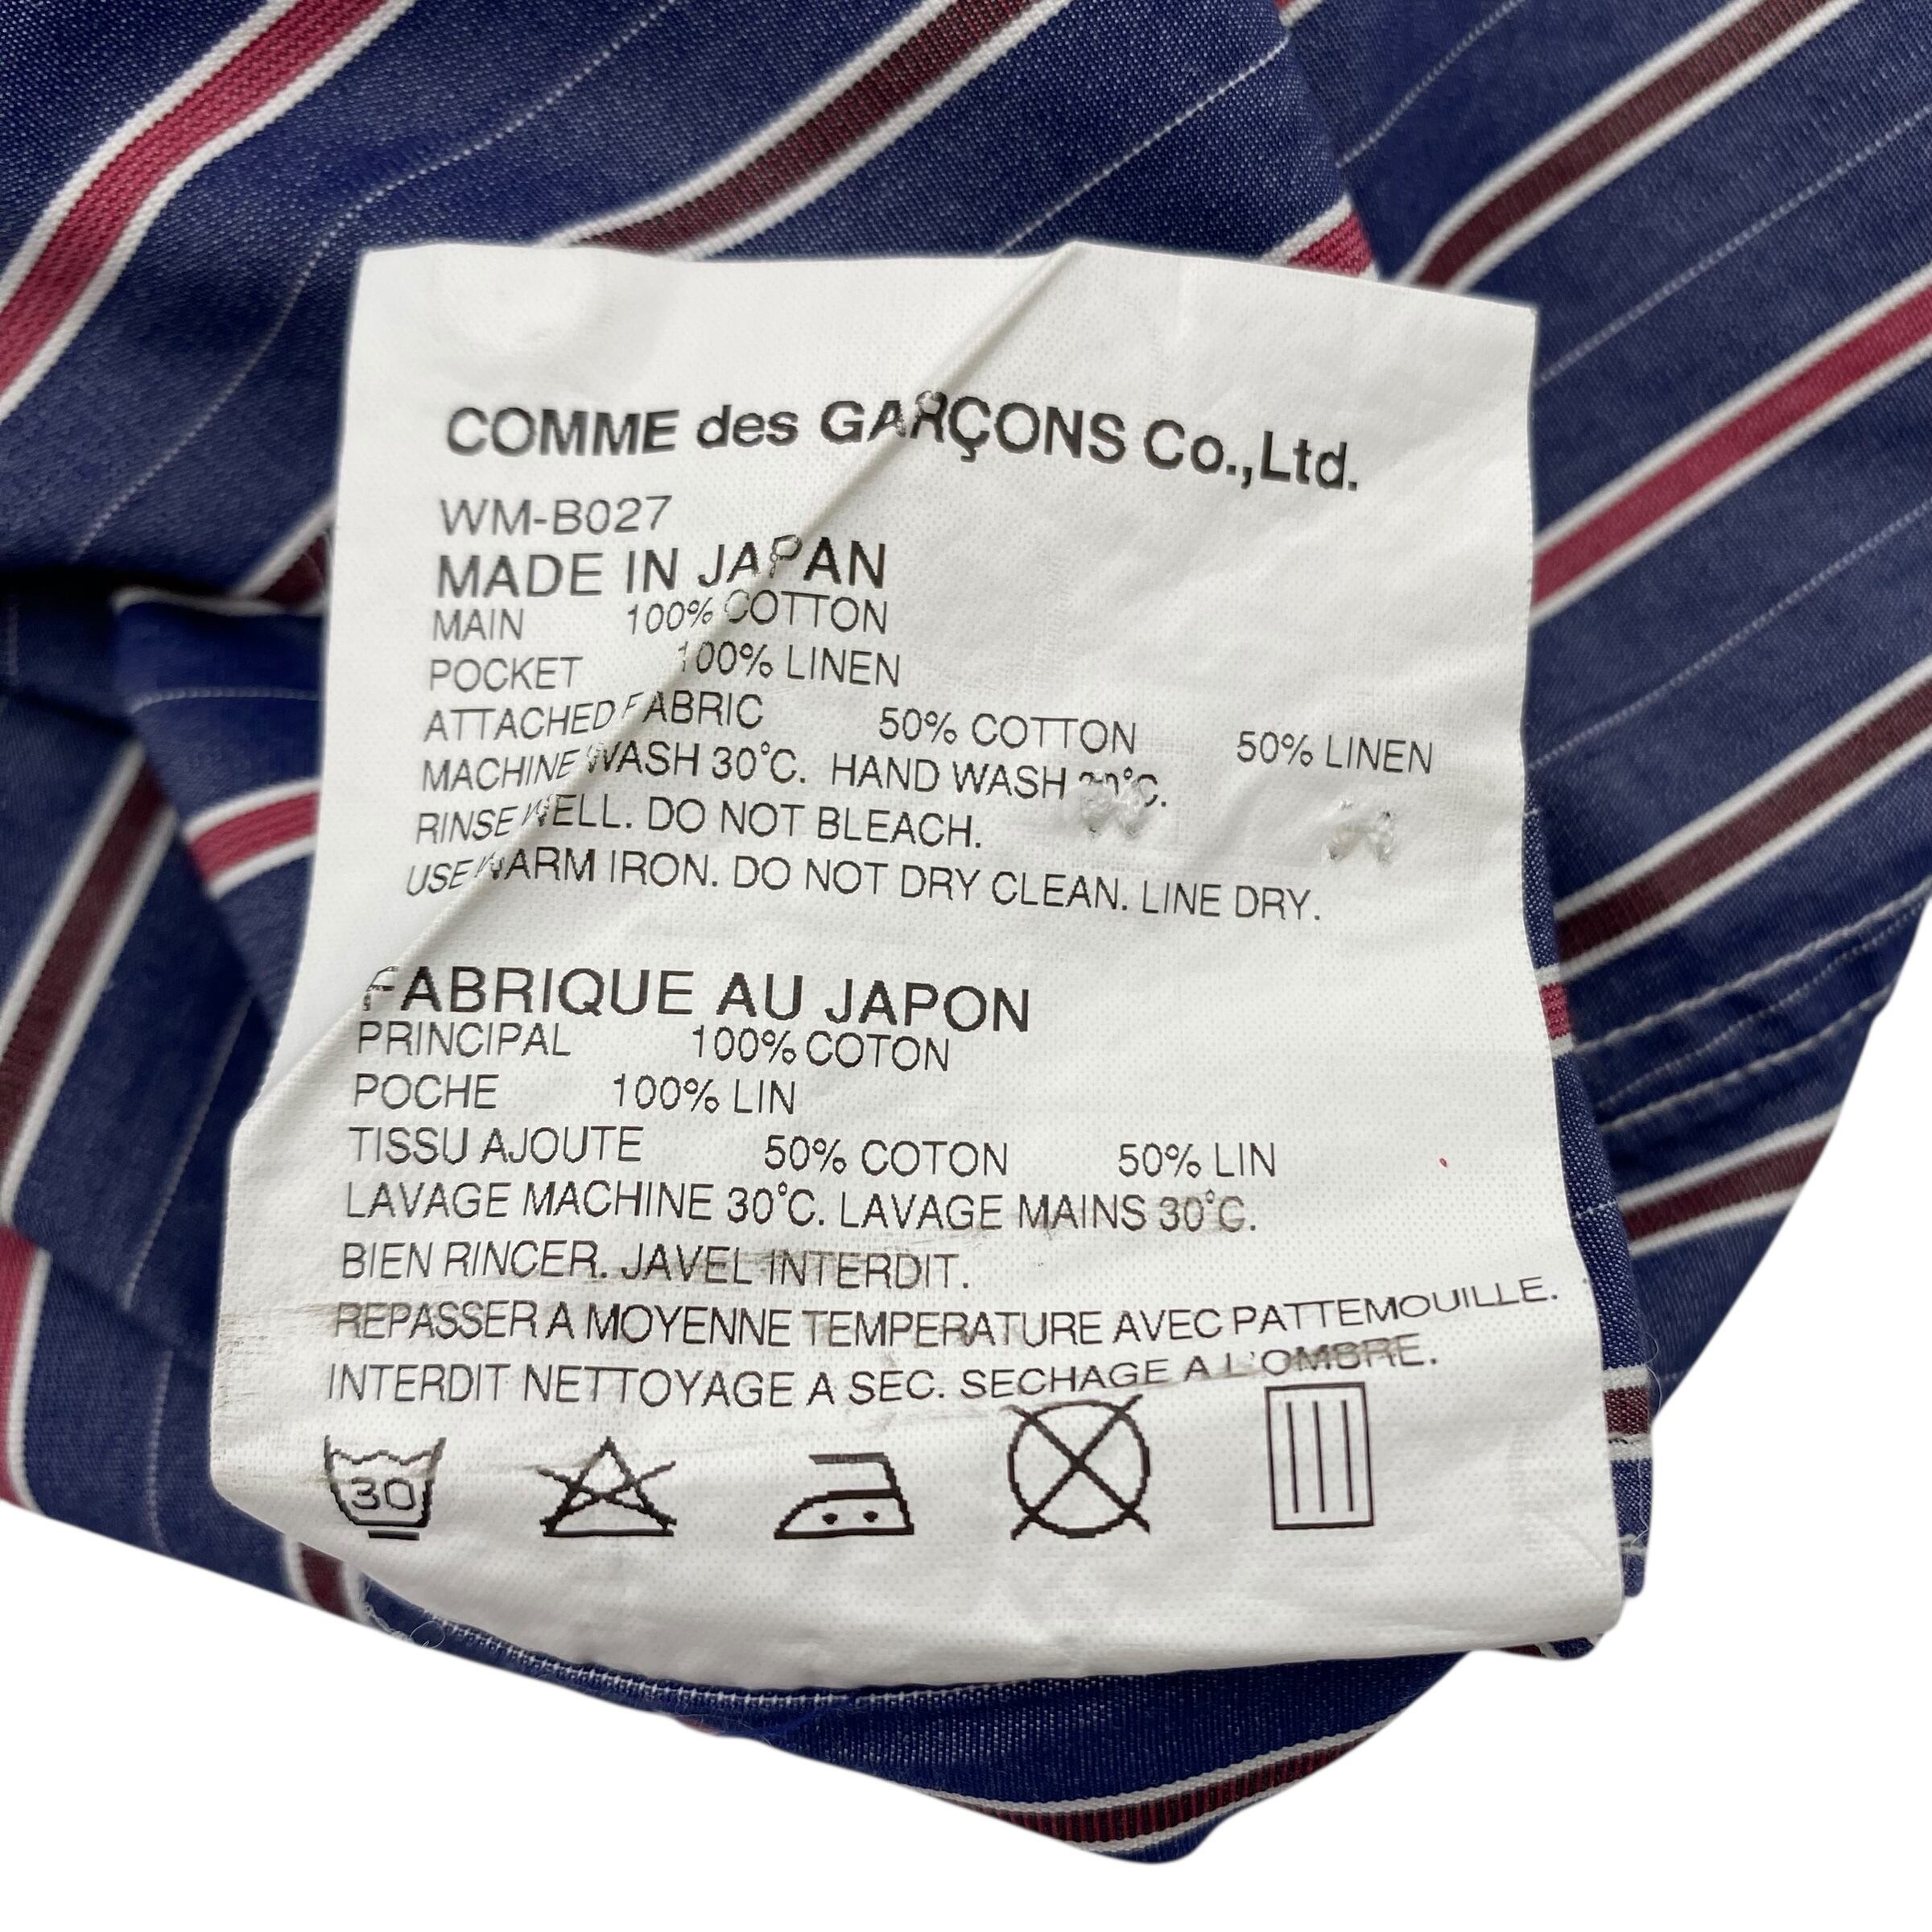 COMME des GARÇONS Co.,Ltd.
WM-B027
MADE IN JAPAN
MAIN 100% COTTON
POCKET 100% LINEN
ATTACHED FABRIC 50% COTTON 50% LINEN
MACHINE WASH 30°C. HAND WASH 30°C.
RINSE WELL. DO NOT BLEACH.
USE WARM IRON. DO NOT DRY CLEAN. LINE DRY.
FABRIQUE AU JAPON
PRINCIPAL 100% COTON
POCHE 100% LIN
TISSU AJOUTE 50% COTON 50% LIN
LAVAGE MACHINE 30°C. LAVAGE MAINS 30°C.
BIEN RINCER. JAVEL INTERDIT.
REPASSER A MOYENNE TEMPERATURE AVEC PATTEMOUILLE.
INTERDIT NETTOYAGE A SEC. SECHAGE A L'OMBRE.
30